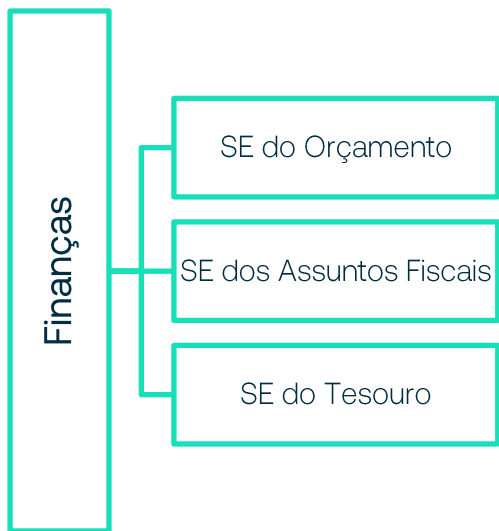 Finanças
SE do Orçamento
SE dos Assuntos Fiscais
SE do Tesouro